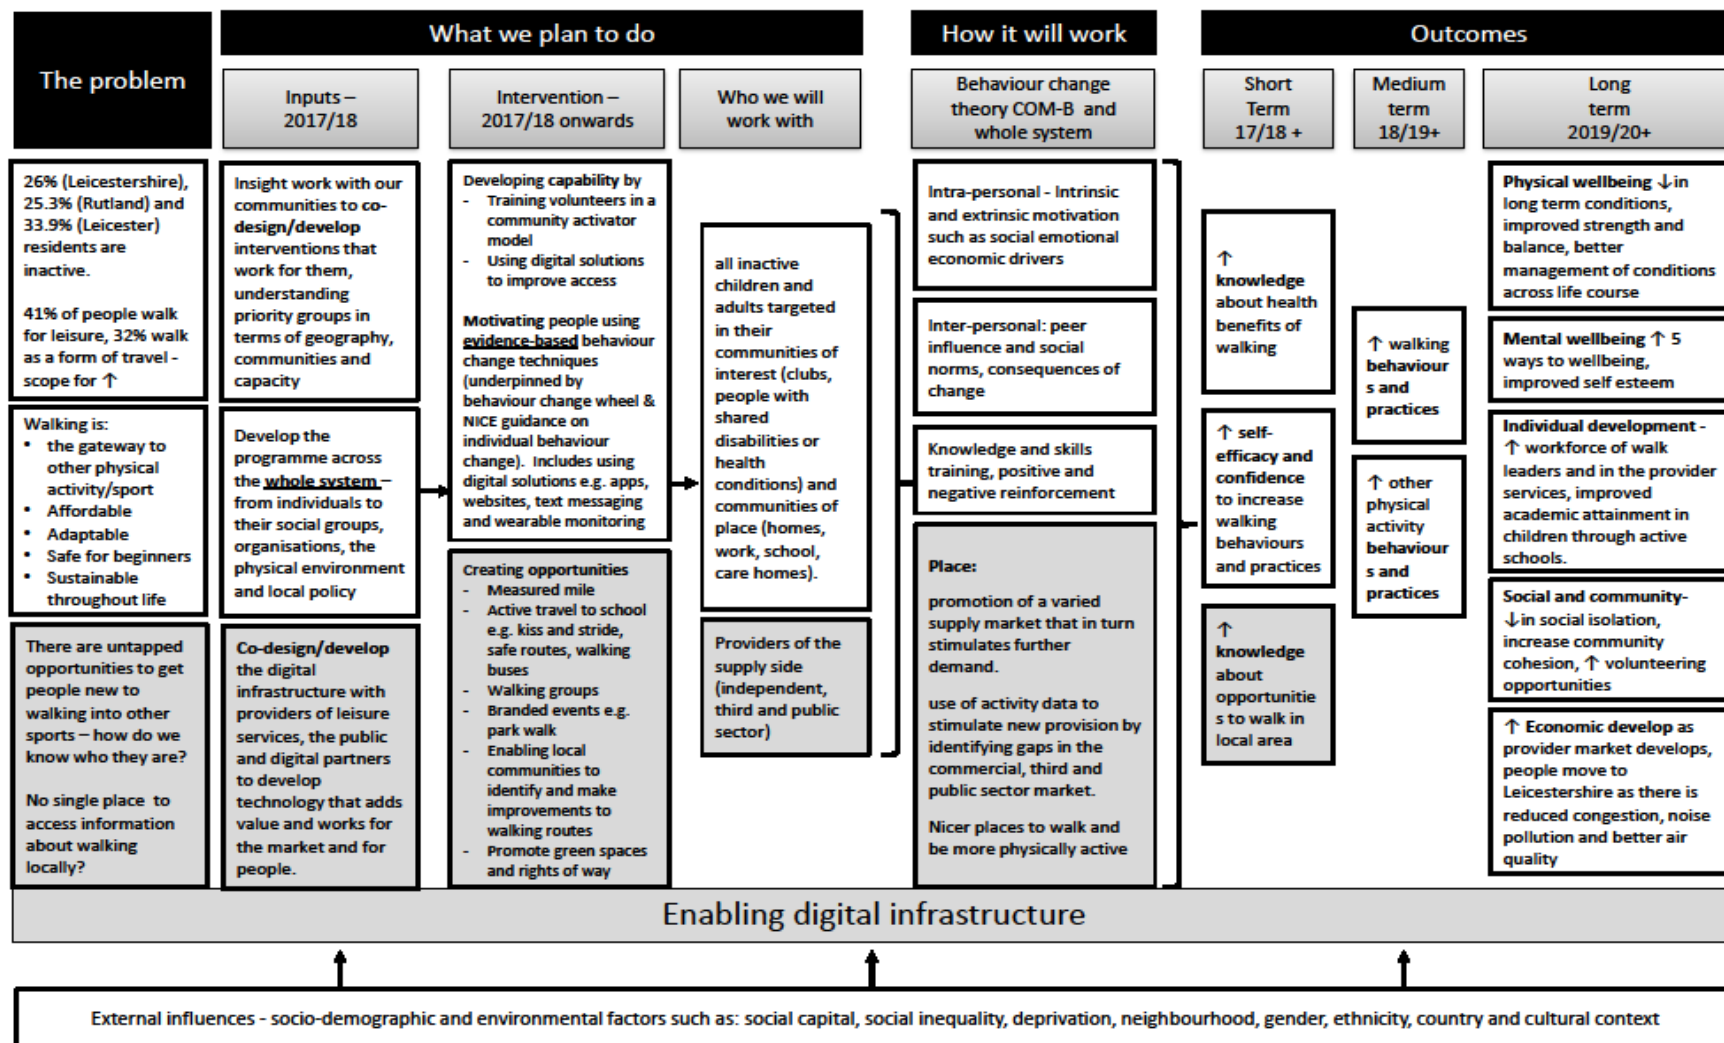 The problem
What we plan to do
How it will work
Outcomes
Inputs –
2017/18
Intervention –
2017/18 onwards
Who we will
work with
Behaviour change
theory COM-B and
whole system
Short
Term
17/18 +
Medium
term
18/19+
Long
term
2019/20+
26% (Leicestershire),
25.3% (Rutland) and
33.9% (Leicester)
residents are
inactive.
41% of people walk
for leisure, 32% walk
as a form of travel -
scope for ↑
Walking is:
• the gateway to
other physical
activity/sport
• Affordable
• Adaptable
• Safe for beginners
• Sustainable
throughout life
There are untapped
opportunities to get
people new to
walking into other
sports – how do we
know who they are?
No single place to
access information
about walking
locally?
Insight work with our
communities to co-
design/develop
interventions that
work for them,
understanding
priority groups in
terms of geography,
communities and
capacity
Develop the
programme across
the whole system –
from individuals to
their social groups,
organisations, the
physical environment
and local policy
Co-design/develop
the digital
infrastructure with
providers of leisure
services, the public
and digital partners
to develop
technology that adds
value and works for
the market and for
people.
Developing capability by
- Training volunteers in a
community activator
model
- Using digital solutions
to improve access
Motivating people using
evidence-based behaviour
change techniques
(underpinned by
behaviour change wheel &
NICE guidance on
individual behaviour
change). Includes using
digital solutions e.g. apps,
websites, text messaging
and wearable monitoring
Creating opportunities
- Measured mile
- Active travel to school
e.g. kiss and stride,
safe routes, walking
buses
- Walking groups
- Branded events e.g.
park walk
- Enabling local
communities to
identify and make
improvements to
walking routes
- Promote green spaces
and rights of way
all inactive
children and
adults targeted
in their
communities of
interest (clubs,
people with
shared
disabilities or
health
conditions) and
communities of
place (homes,
work, school,
care homes).
Providers of the
supply side
(independent,
third and public
sector)
Intra-personal - Intrinsic
and extrinsic motivation
such as social emotional
economic drivers
Inter-personal: peer
influence and social
norms, consequences of
change
Knowledge and skills
training, positive and
negative reinforcement
Place:
promotion of a varied
supply market that in turn
stimulates further
demand.
use of activity data to
stimulate new provision by
identifying gaps in the
commercial, third and
public sector market.
Nicer places to walk and
be more physically active
↑
knowledge
about health
benefits of
walking
↑ self-
efficacy and
confidence
to increase
walking
behaviours
and practices
↑
knowledge
about
opportunitie
s to walk in
local area
↑ walking
behaviour
s and
practices
↑ other
physical
activity
behaviour
s and
practices
Physical wellbeing ↓in
long term conditions,
improved strength and
balance, better
management of conditions
across life course
Mental wellbeing ↑ 5
ways to wellbeing,
improved self esteem
Individual development -
↑ workforce of walk
leaders and in the provider
services, improved
academic attainment in
children through active
schools.
Social and community-
↓in social isolation,
increase community
cohesion, ↑ volunteering
opportunities
↑ Economic develop as
provider market develops,
people move to
Leicestershire as there is
reduced congestion, noise
pollution and better air
quality
Enabling digital infrastructure
External influences - socio-demographic and environmental factors such as: social capital, social inequality, deprivation, neighbourhood, gender, ethnicity, country and cultural context